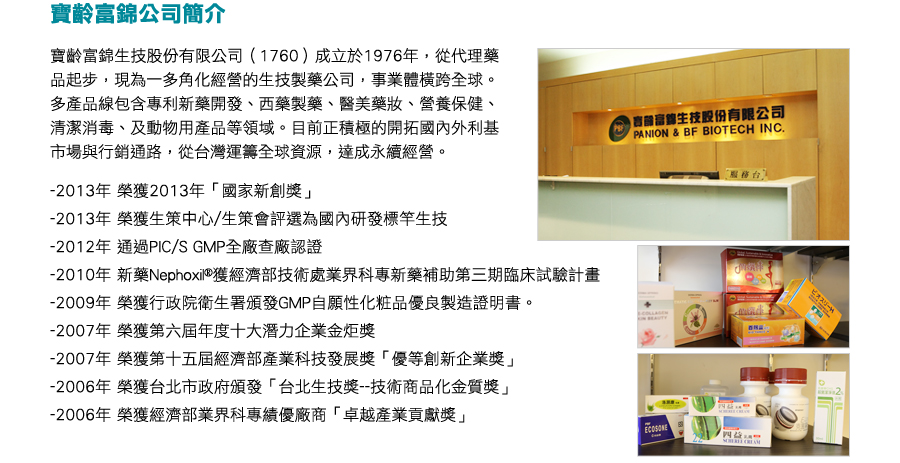 寶齡富錦公司簡介
寶齡富錦生技股份有限公司（1760）成立於1976年，從代理藥
品起步，現為一多角化經營的生技製藥公司，事業體橫跨全球。
多產品線包含專利新藥開發、西藥製藥、醫美藥妝、營養保健、
清潔消毒、及動物用產品等領域。目前正積極的開拓國內外利基
市場與行銷通路，從台灣運籌全球資源，達成永續經營。
-2013年 榮獲2013年「國家新創獎」
-2013年 榮獲生策中心/生策會評選為國內研發標竿生技
-2012年 通過PIC/S GMP全廠查廠認證
-2010年 新藥Nephoxil®獲經濟部技術處業界科專新藥補助第三期臨床試驗計畫
-2009年 榮獲行政院衛生署頒發GMP自願性化粧品優良製造證明書。
-2007年 榮獲第六屆年度十大潛力企業金炬獎
-2007年 榮獲第十五屆經濟部產業科技發展獎「優等創新企業獎」
-2006年 榮獲台北市政府頒發「台北生技獎--技術商品化金質獎」
-2006年 榮獲經濟部業界科專績優廠商「卓越產業貢獻獎」
PBF
寶齡富錦生技股份有限公司
PANION & BF BIOTECH INC.
服務台
ECOSONE
Cream
四益
SCHEREE CREAM
四益
SCHEREE CREAM